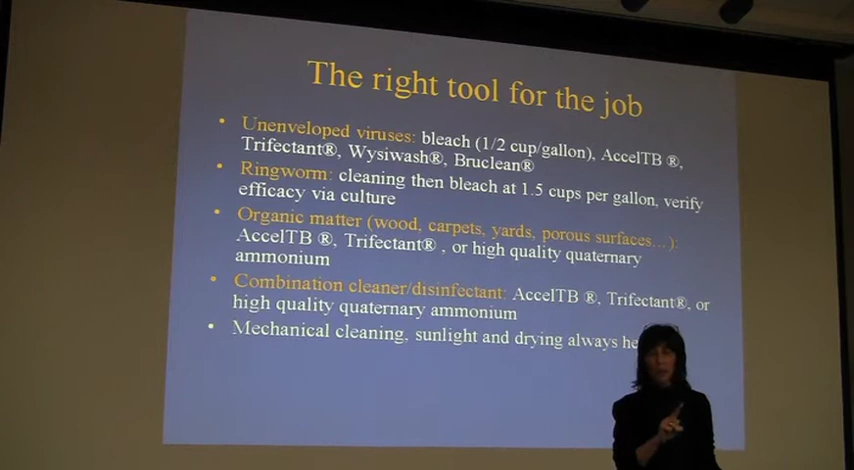 The right tool for the job
• Unenveloped viruses: bleach (1/2 cup/gallon), AccelTB ®,
Trifectant®, Wysiwash®, Bruclean®
• Ringworm: cleaning then bleach at 1.5 cups per gallon, verify
efficacy via culture
• Organic matter (wood, carpets, yards, porous surfaces...):
AccelTB ®, Trifectant® , or high quality quaternary
ammonium
• Combination cleaner/disinfectant: AccelTB ®, Trifectant®, or
high quality quaternary ammonium
• Mechanical cleaning, sunlight and drying always